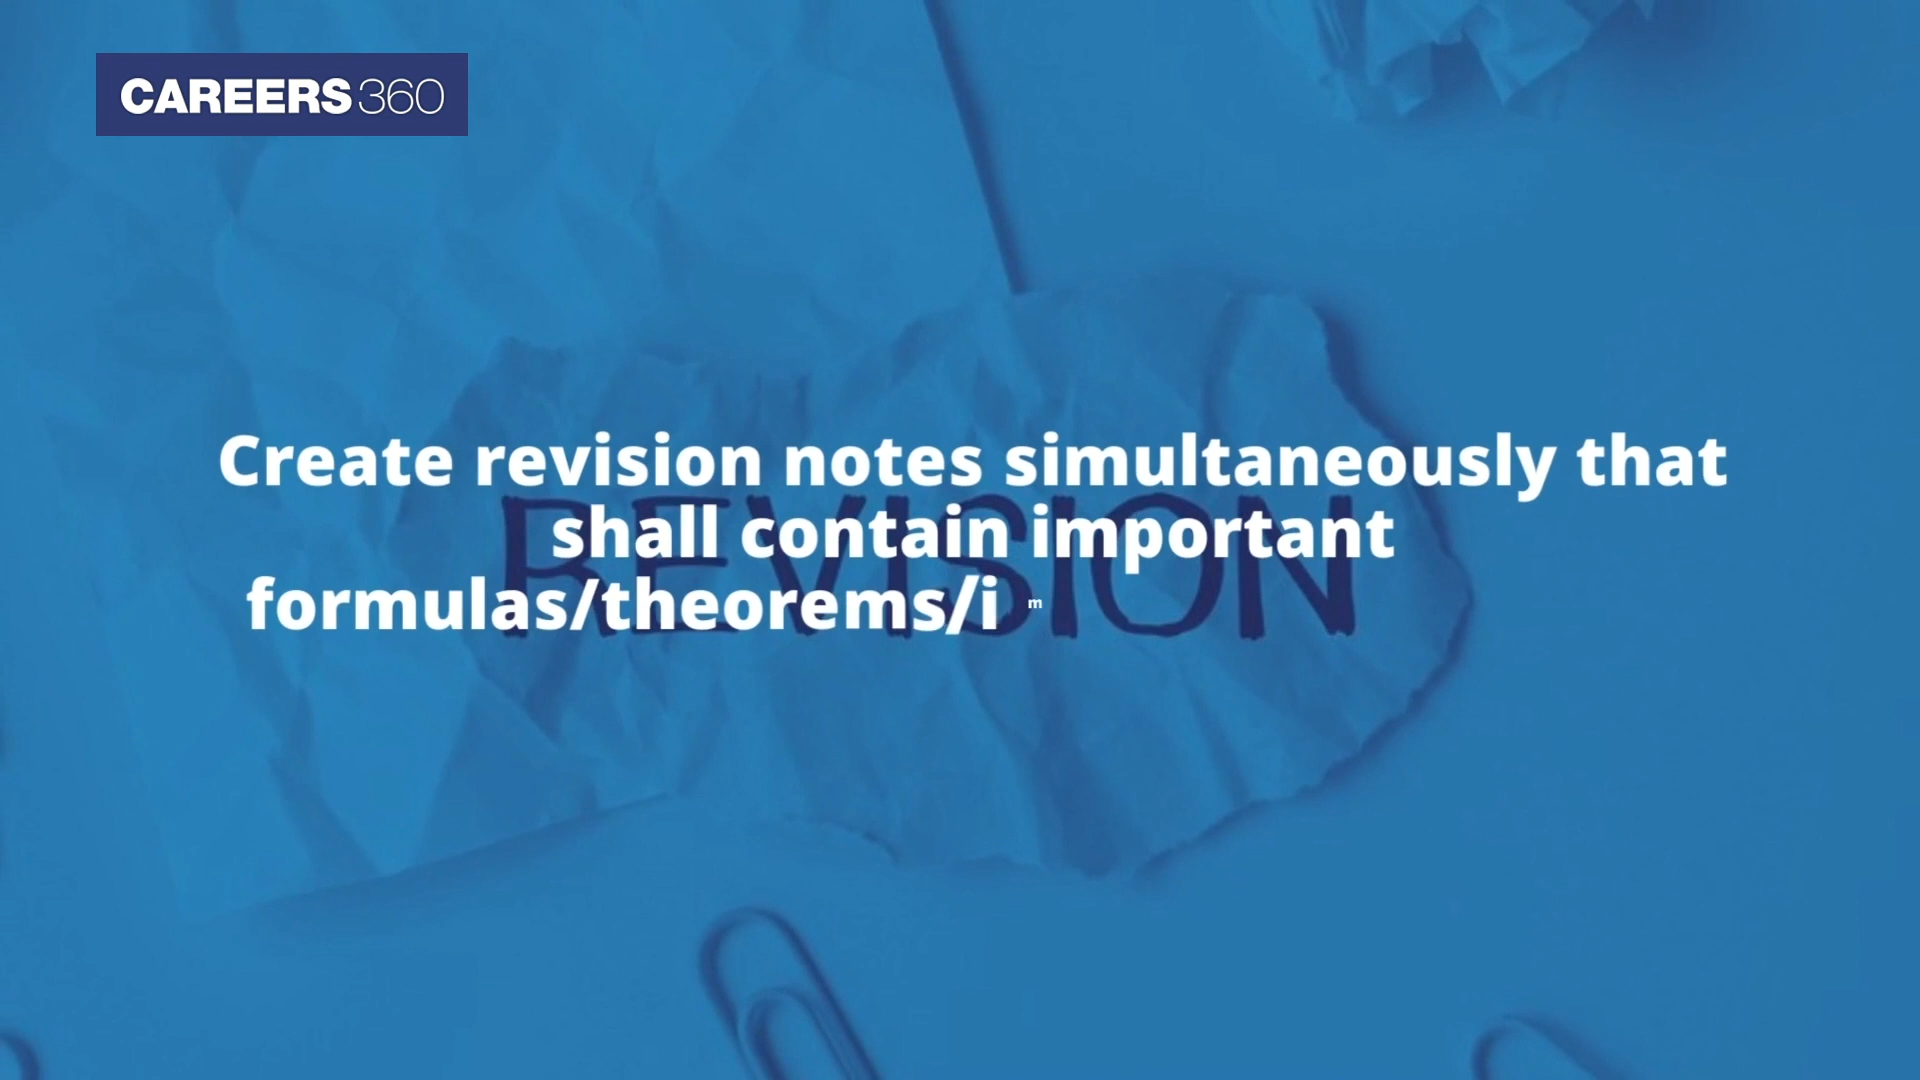 CAREERS360
Create revision notes simultaneously that
shall contain important
formulas/theorems/i m
REVISION